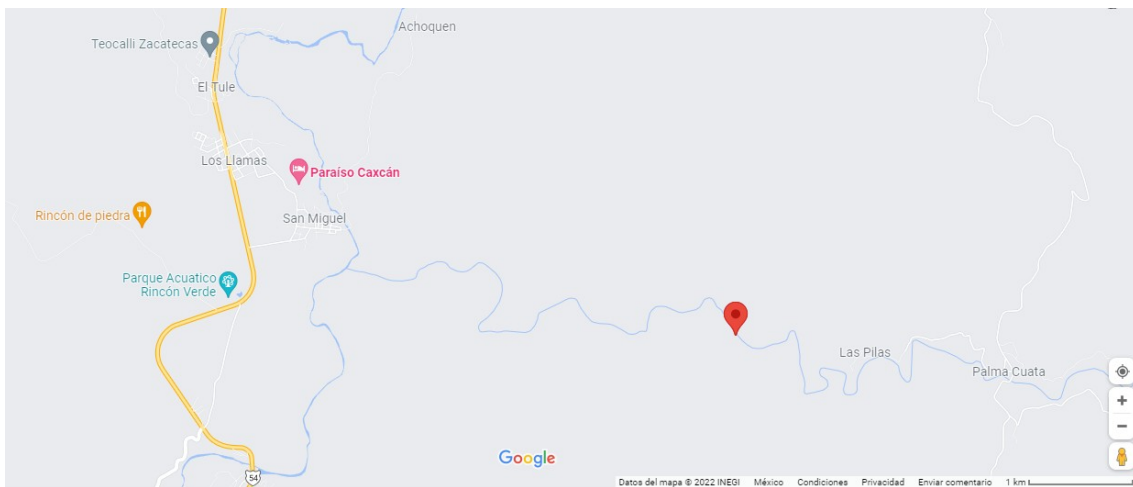 Achoquen
Teocalli Zacatecas
El Tule
Los Llamas
Paraíso Caxcán
Rincón de piedra
San Miguel
Parque Acuatico
Rincón Verde
Las Pilas
Palma Cuata
Google
54
Datos del mapa © 2022 INEGI México Condiciones Privacidad Enviar comentario 1 km